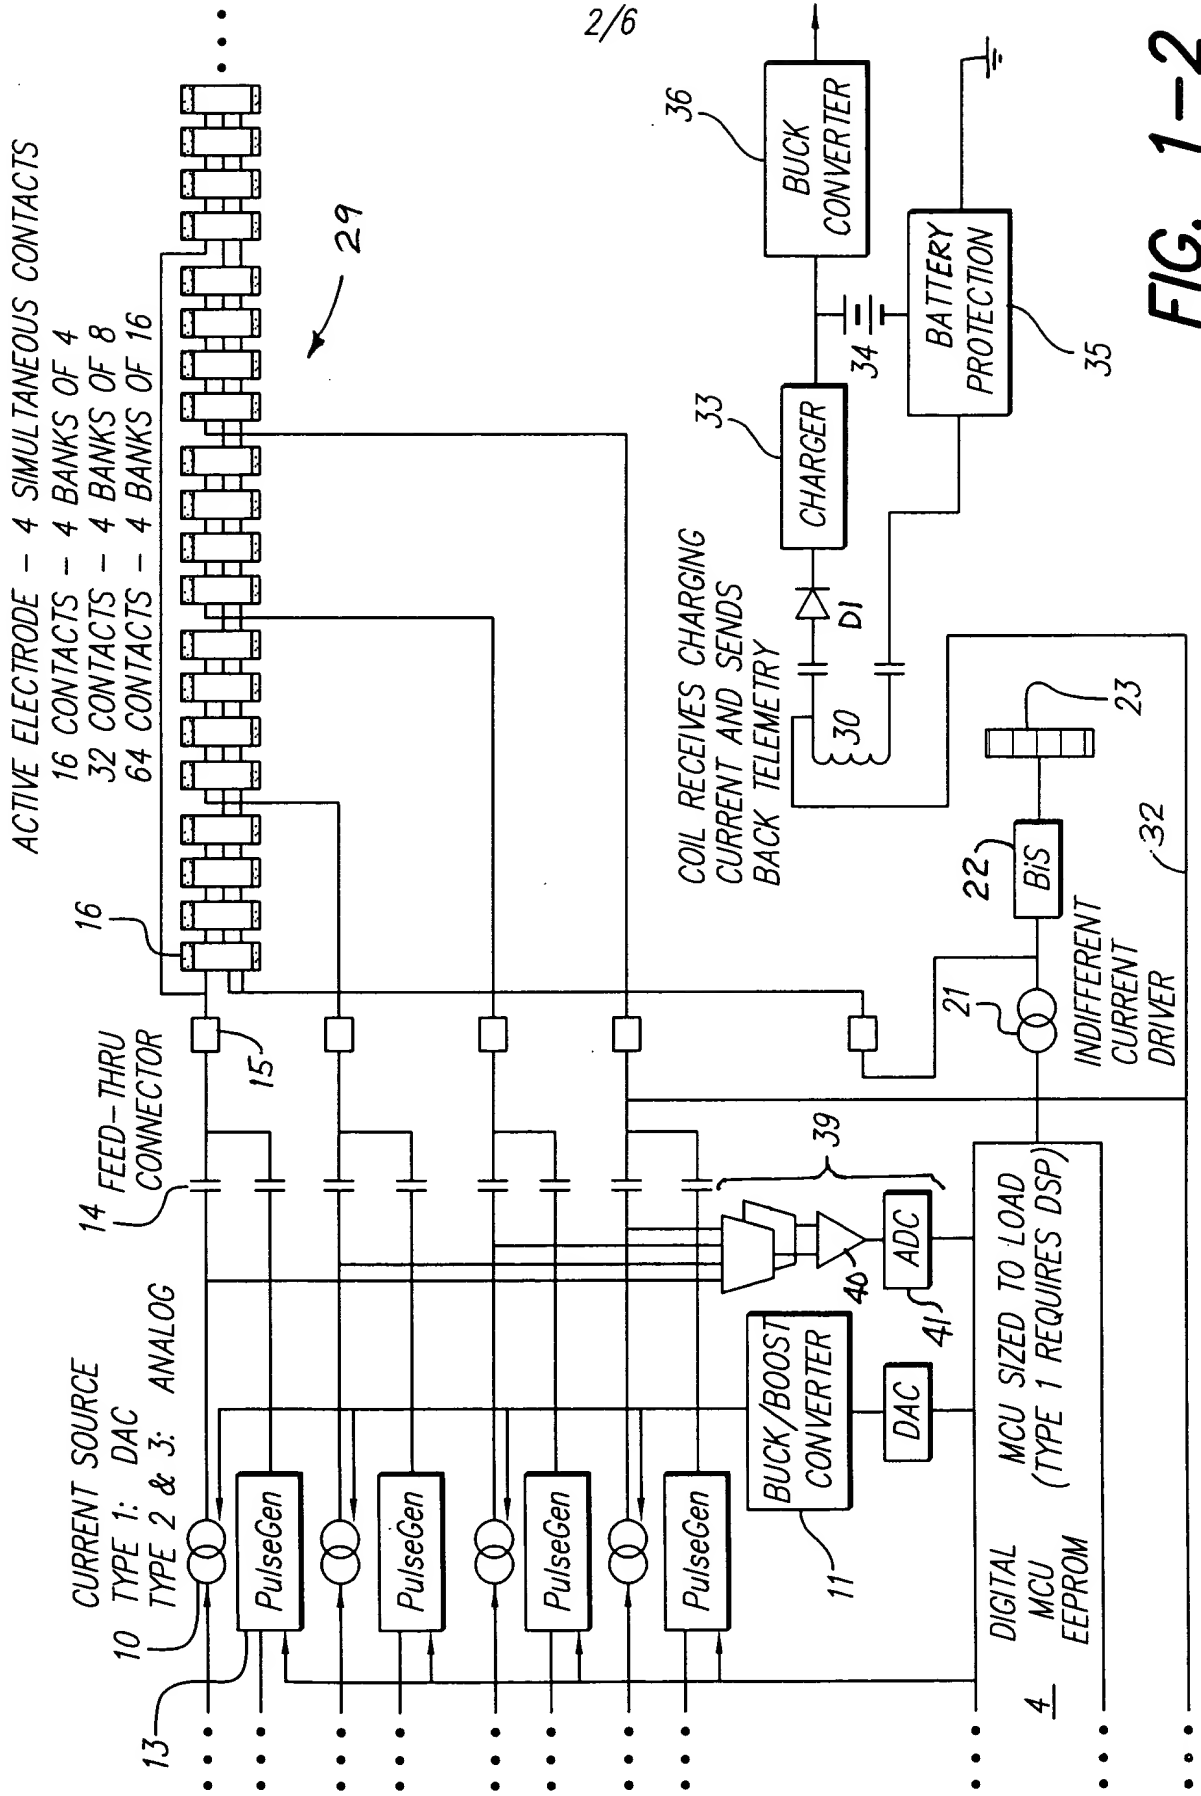 2/6
ACTIVE ELECTRODE - 4 SIMULTANEOUS CONTACTS
16 CONTACTS - 4 BANKS OF 4
32 CONTACTS - 4 BANKS OF 8
64 CONTACTS - 4 BANKS OF 16
16
29
14 FEED-THRU
CONNECTOR
15
CURRENT SOURCE
TYPE 1: DAC
TYPE 2 & 3: ANALOG
10
13
PulseGen
PulseGen
PulseGen
PulseGen
COIL RECEIVES CHARGING
CURRENT AND SENDS
BACK TELEMETRY
30
D1
33
CHARGER
34
36
BUCK
CONVERTER
BATTERY
PROTECTION
35
11
BUCK/BOOST
CONVERTER
DAC
39
40
ADC
41
21
INDIFFERENT
CURRENT
DRIVER
22
BiS
23
32
DIGITAL
MCU
EEPROM
4
MCU SIZED TO LOAD
(TYPE 1 REQUIRES DSP)
FIG. 1-2